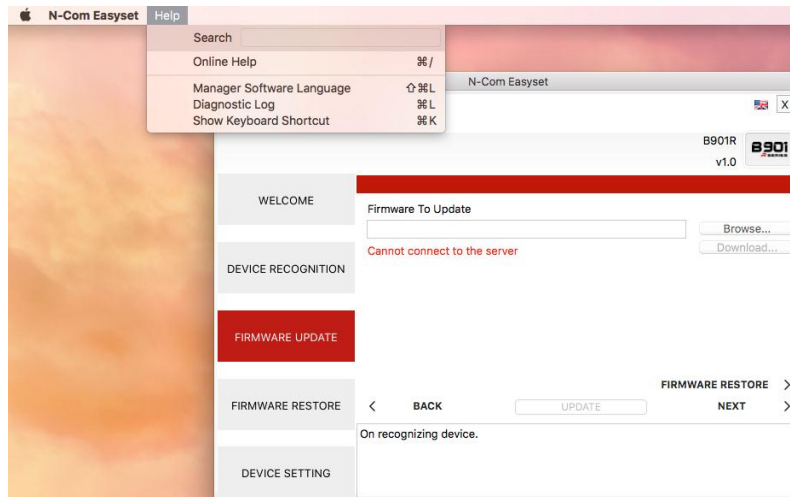 N-Com Easyset Help
Search
Online Help ⌘/
Manager Software Language ⇧⌘L
Diagnostic Log ⌘L
Show Keyboard Shortcut ⌘K
N-Com Easyset
X
B901R
v1.0
B901
R SERIES
WELCOME
DEVICE RECOGNITION
FIRMWARE UPDATE
FIRMWARE RESTORE
DEVICE SETTING
Firmware To Update
Browse...
Cannot connect to the server
Download...
FIRMWARE RESTORE >
< BACK UPDATE NEXT >
On recognizing device.